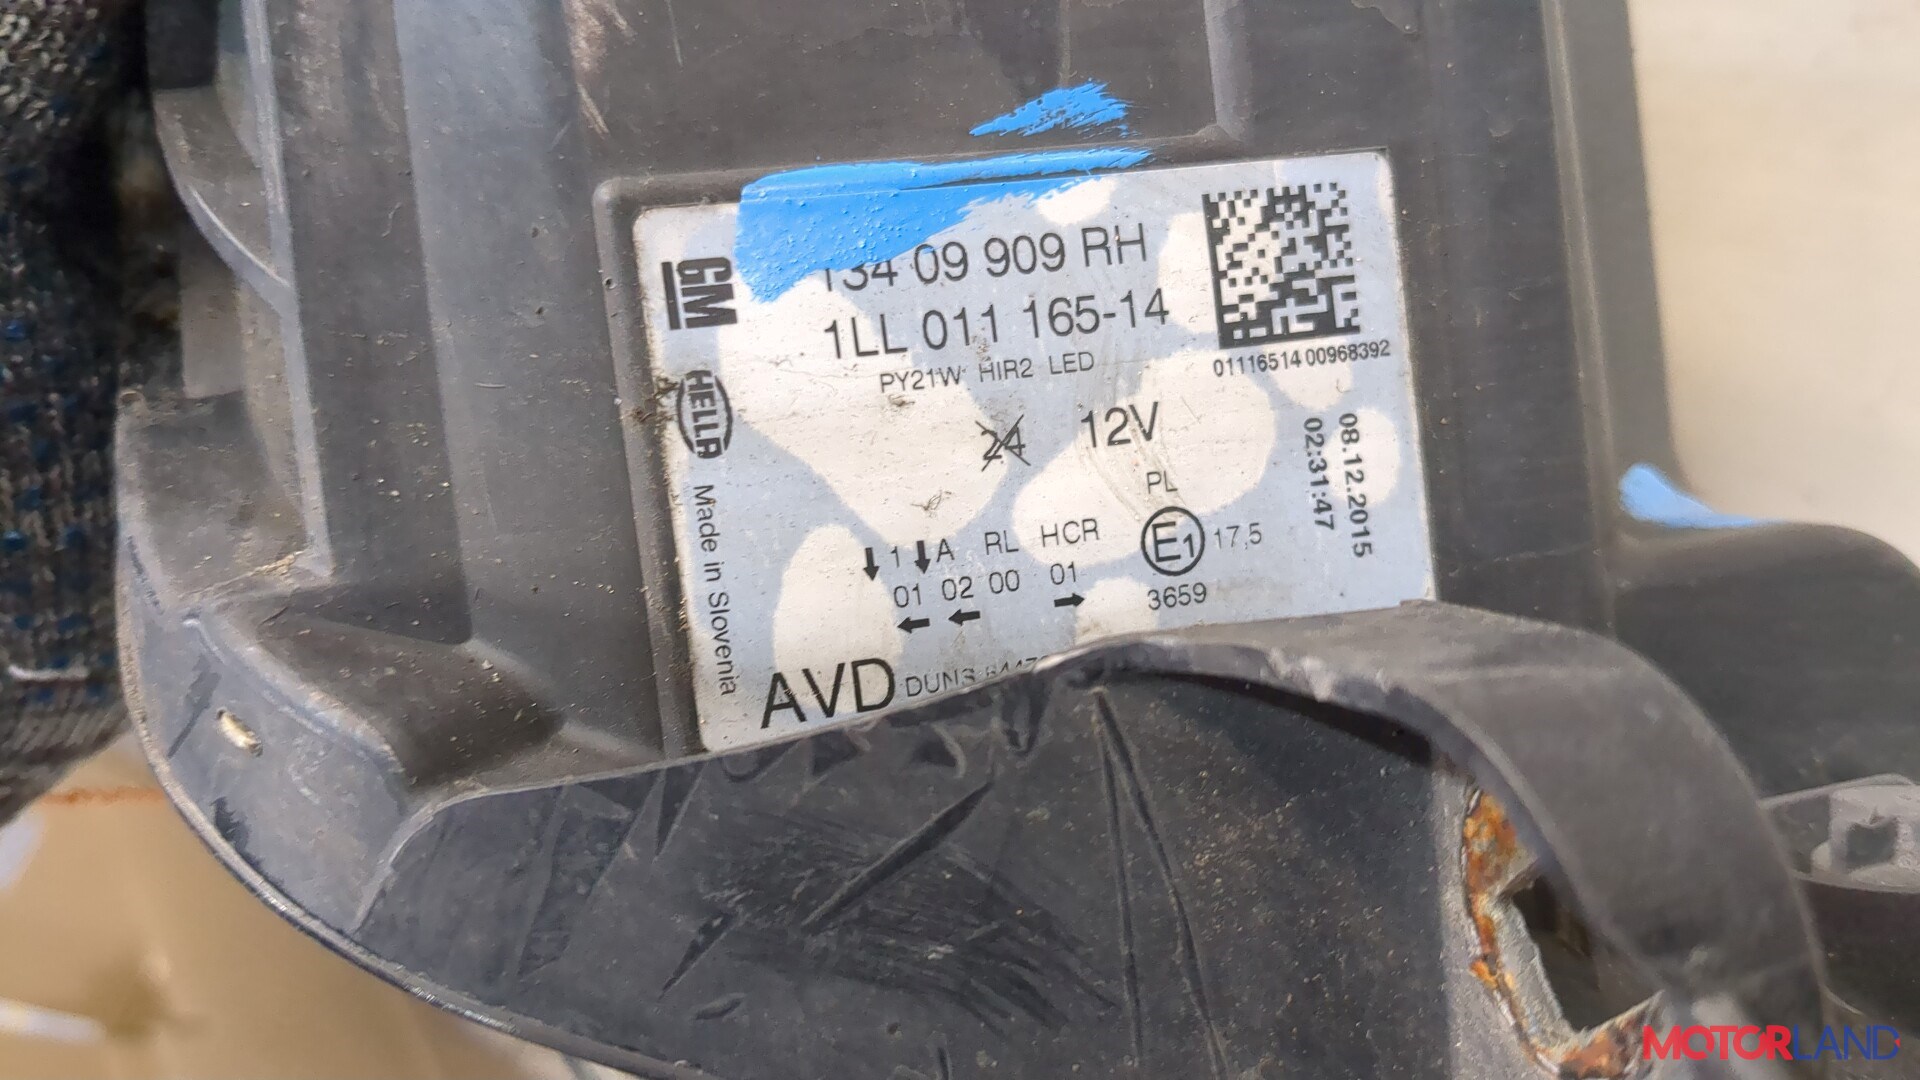 GM
134 09 909 RH
1LL 011 165-14
PY21W HIR2 LED
0111651400968392
HELLA
24 12V
PL
08.12.2015
02:31:47
1 A RL HCR E1 17,5
01 02 00 01 3659
Made in Slovenia
AVD DUNS
MOTORLAND